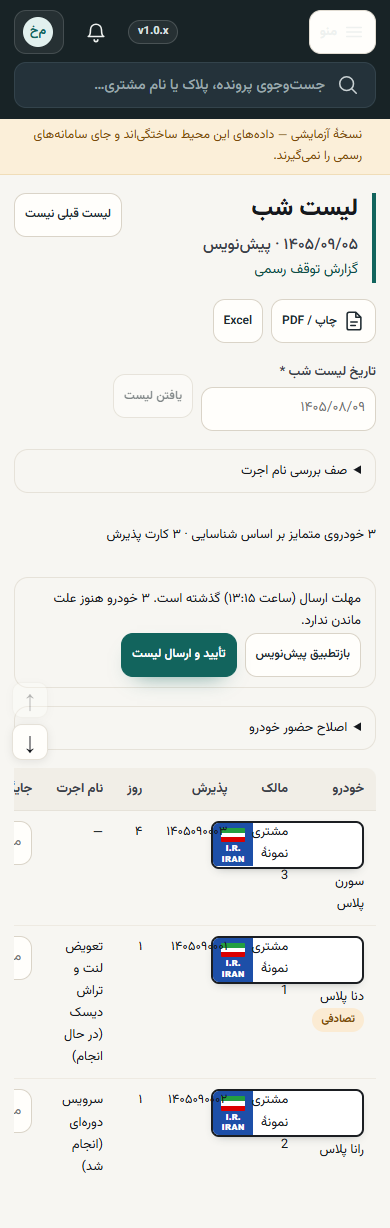 منو
v1.0.x
م‌خ
جست‌وجوی پرونده، پلاک یا نام مشتری...
نسخهٔ آزمایشی — داده‌های این محیط ساختگی‌اند و جای سامانه‌های
رسمی را نمی‌گیرند.
لیست شب
لیست قبلی نیست
۱۴۰۵/۰۹/۰۵ · پیش‌نویس
گزارش توقف رسمی
چاپ / PDF
Excel
تاریخ لیست شب *
۱۴۰۵/۰۸/۰۹
یافتن لیست
◀ صف بررسی نام اجرت
۳ خودروی متمایز بر اساس شناسایی · ۳ کارت پذیرش
مهلت ارسال (ساعت ۱۳:۱۵) گذشته است. ۳ خودرو هنوز علت
ماندن ندارد.
بازتطبیق پیش‌نویس
تأیید و ارسال لیست
↑
◀ اصلاح حضور خودرو
↓
خودرو مالک پذیرش روز نام اجرت
I.R.
IRAN
سورن
پلاس
مشتری
نمونهٔ
3
۱۴۰۵۰۹۰۰۰۳
۴
—
I.R.
IRAN
دنا پلاس
تصادفی
مشتری
نمونهٔ
1
۱۴۰۵۰۹۰۰۰۱
۱
تعویض
لنت و
تراش
دیسک
(در حال
انجام)
I.R.
IRAN
رانا پلاس
مشتری
نمونهٔ
2
۱۴۰۵۰۹۰۰۰۲
۱
سرویس
دوره‌ای
(انجام
شد)